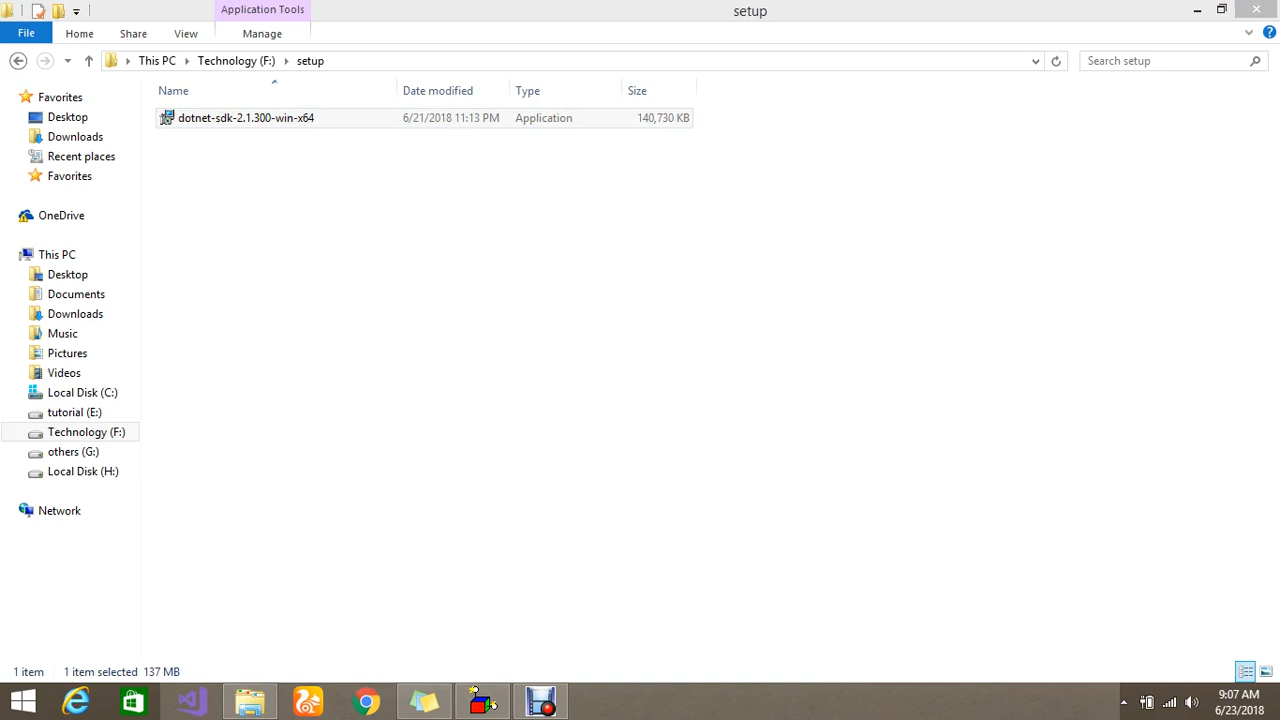 Application Tools
setup
File
Home
Share
View
Manage
This PC
Technology (F:)
setup
Search setup
Name
Date modified
Type
Size
dotnet-sdk-2.1.300-win-x64
6/21/2018 11:13 PM
Application
140,730 KB
Favorites
Desktop
Downloads
Recent places
Favorites
OneDrive
This PC
Desktop
Documents
Downloads
Music
Pictures
Videos
Local Disk (C:)
tutorial (E:)
Technology (F:)
others (G:)
Local Disk (H:)
Network
1 item
1 item selected
137 MB
9:07 AM
6/23/2018